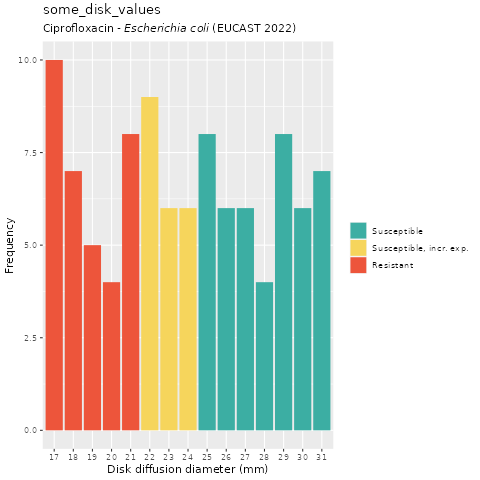 some_disk_values
Ciprofloxacin - Escherichia coli (EUCAST 2022)
Frequency
10.0
7.5
5.0
2.5
0.0
17 18 19 20 21 22 23 24 25 26 27 28 29 30 31
Disk diffusion diameter (mm)
Susceptible
Susceptible, incr. exp.
Resistant